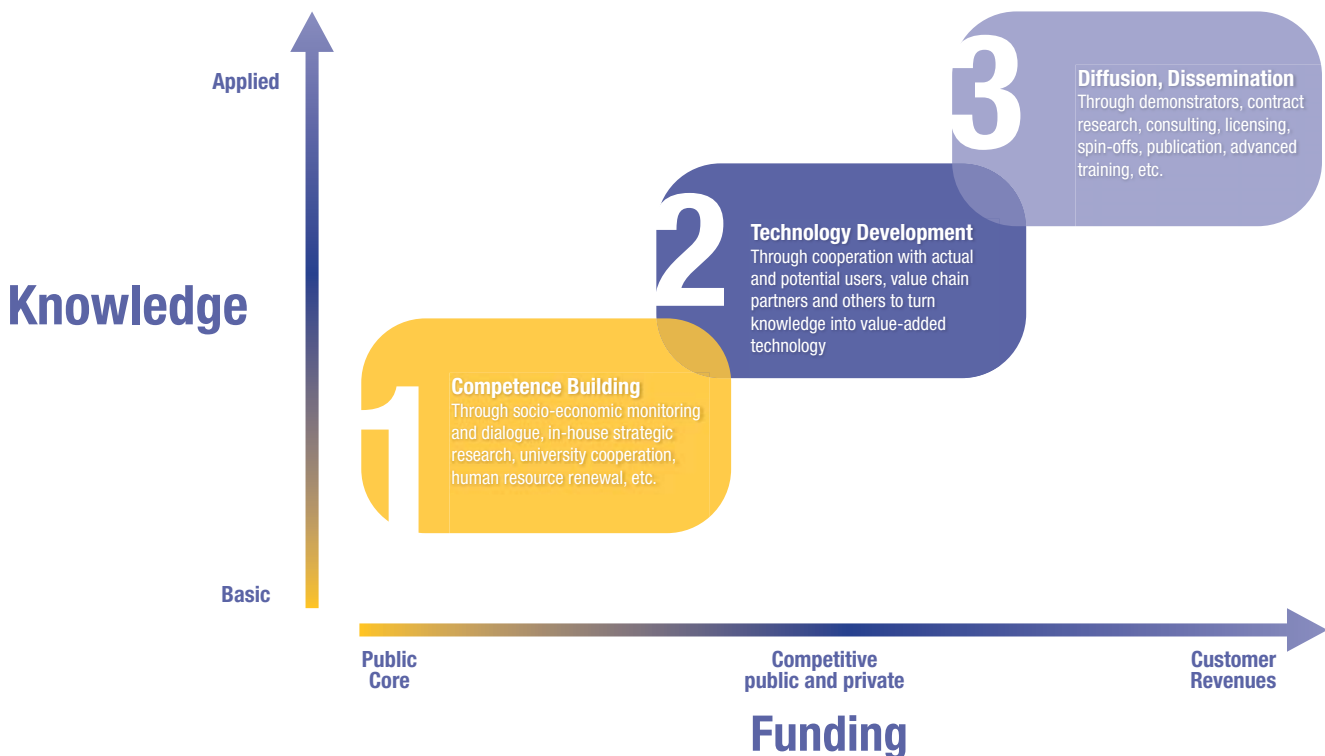 Applied
Knowledge
Basic
1
Competence Building
Through socio-economic monitoring
and dialogue, in-house strategic
research, university cooperation,
human resource renewal, etc.
2
Technology Development
Through cooperation with actual
and potential users, value chain
partners and others to turn
knowledge into value-added
technology
3
Diffusion, Dissemination
Through demonstrators, contract
research, consulting, licensing,
spin-offs, publication, advanced
training, etc.
Public
Core
Competitive
public and private
Customer
Revenues
Funding